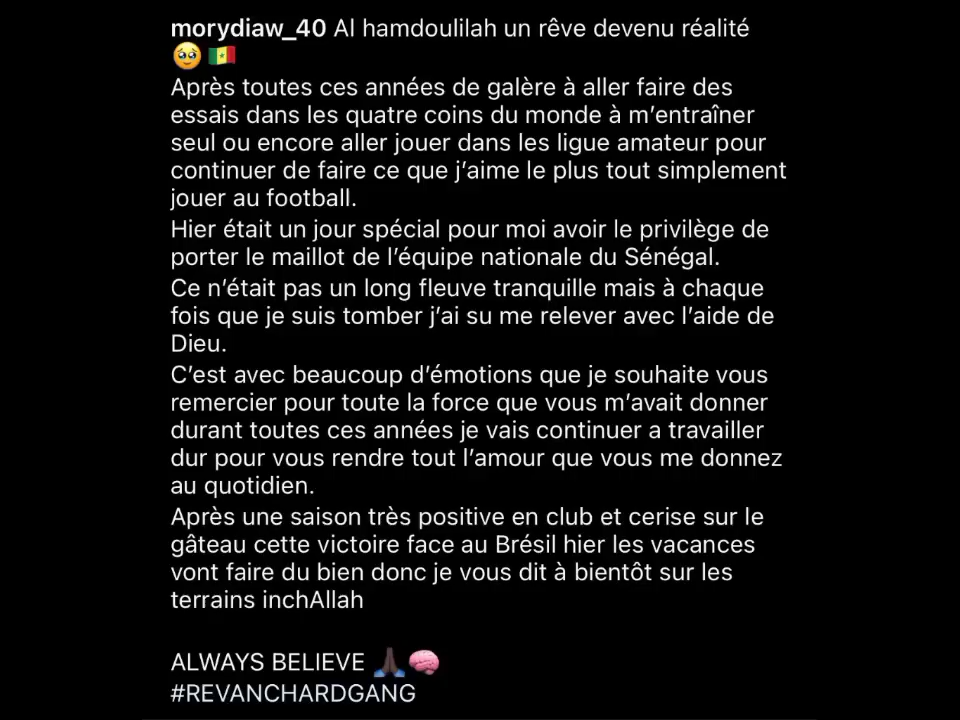 morydiaw_40 Al hamdoulilah un rêve devenu réalité
🥹🇸🇳
Après toutes ces années de galère à aller faire des
essais dans les quatre coins du monde à m’entraîner
seul ou encore aller jouer dans les ligue amateur pour
continuer de faire ce que j’aime le plus tout simplement
jouer au football.
Hier était un jour spécial pour moi avoir le privilège de
porter le maillot de l’équipe nationale du Sénégal.
Ce n’était pas un long fleuve tranquille mais à chaque
fois que je suis tomber j’ai su me relever avec l’aide de
Dieu.
C’est avec beaucoup d’émotions que je souhaite vous
remercier pour toute la force que vous m’avait donner
durant toutes ces années je vais continuer a travailler
dur pour vous rendre tout l’amour que vous me donnez
au quotidien.
Après une saison très positive en club et cerise sur le
gâteau cette victoire face au Brésil hier les vacances
vont faire du bien donc je vous dit à bientôt sur les
terrains inchAllah

ALWAYS BELIEVE 🙏🏿🧠
#REVANCHARDGANG